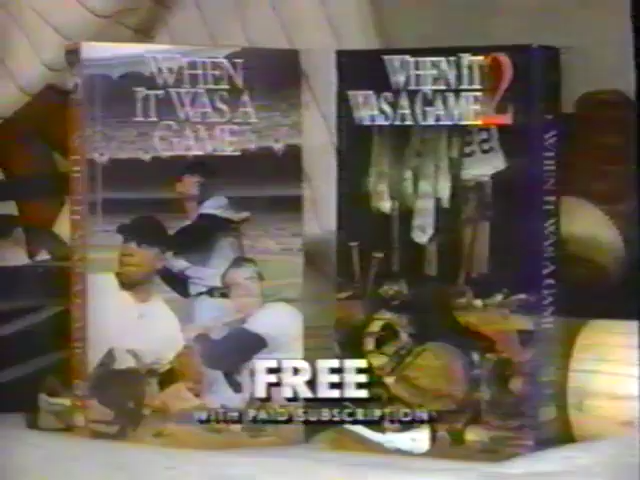 WHEN
IT WAS A
GAME
WHEN IT
WAS A GAME 2
WHEN IT WAS A GAME
FREE
WITH PAID SUBSCRIPTION